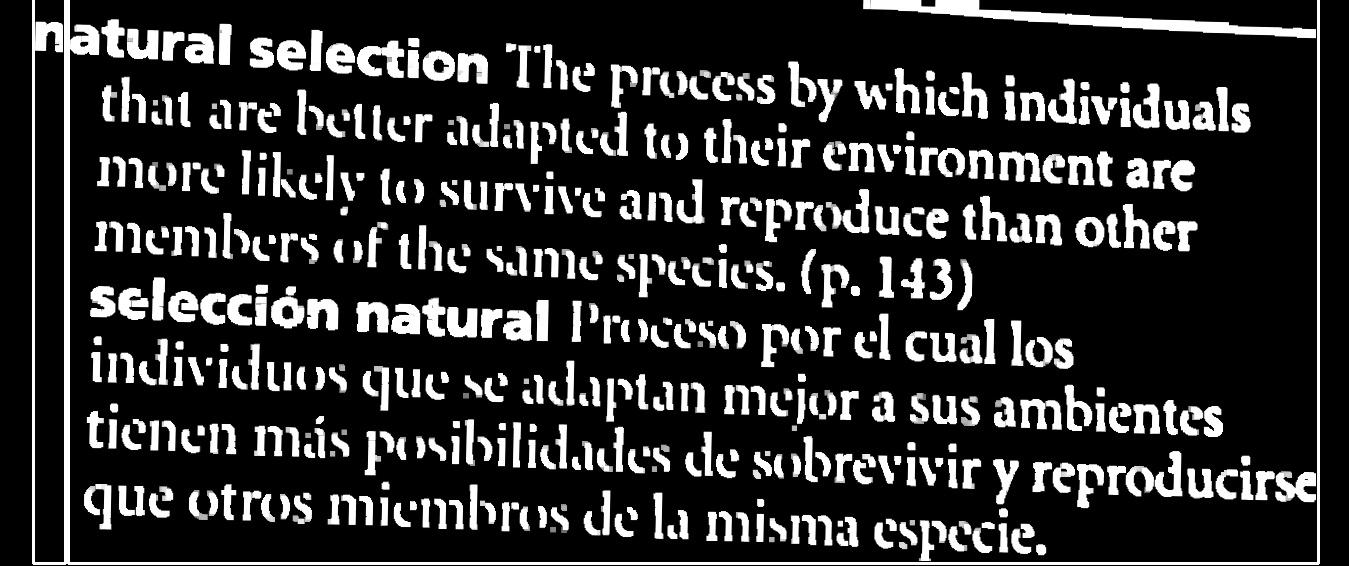 natural selection The process by which individuals
that are better adapted to their environment are
more likely to survive and reproduce than other
members of the same species. (p. 143)
selección natural Proceso por el cual los
individuos que se adaptan mejor a sus ambientes
tienen más posibilidades de sobrevivir y reproducirse
que otros miembros de la misma especie.